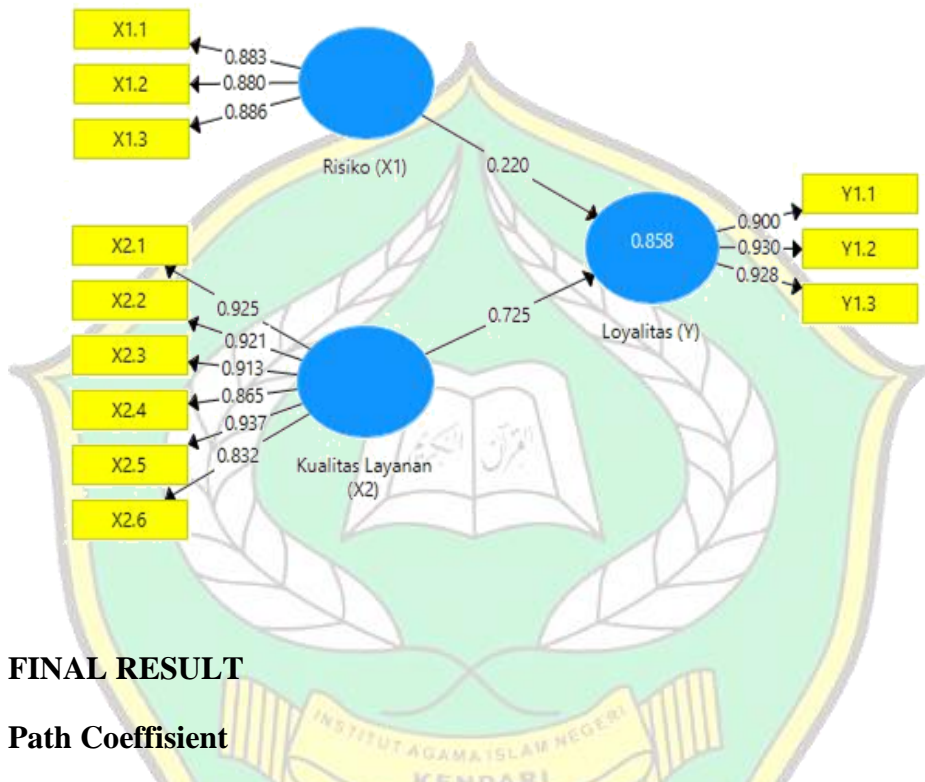 X1.1
X1.2
X1.3
0.883
0.880
0.886
Risiko (X1)
0.220
X2.1
X2.2
X2.3
X2.4
X2.5
X2.6
0.925
0.921
0.913
0.865
0.937
0.832
Kualitas Layanan
(X2)
0.725
0.858
Loyalitas (Y)
0.900
0.930
0.928
Y1.1
Y1.2
Y1.3
القرآن الكريم
FINAL RESULT
Path Coeffisient
INSTITUT AGAMA ISLAM NEGERI
KENDARI